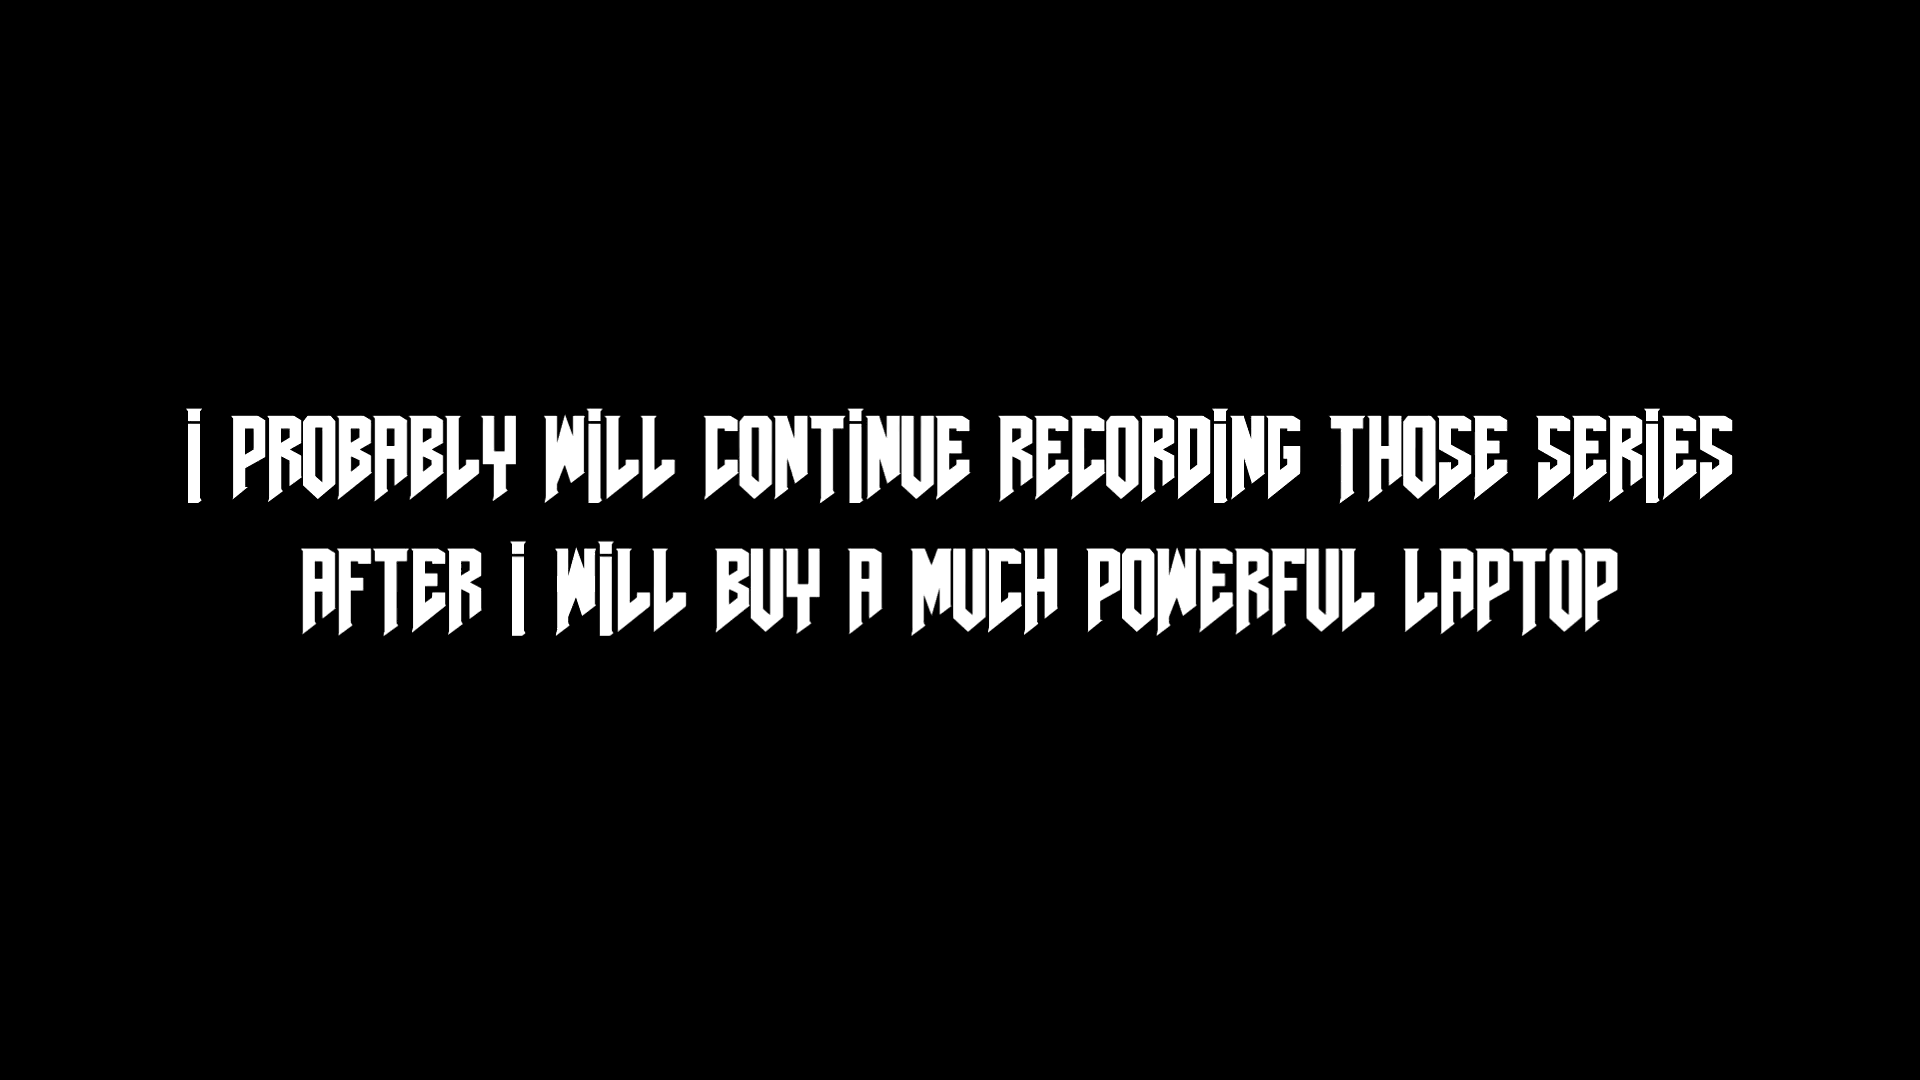 I PROBABLY WILL CONTINUE RECORDING THOSE SERIES
AFTER I WILL BUY A MUCH POWERFUL LAPTOP